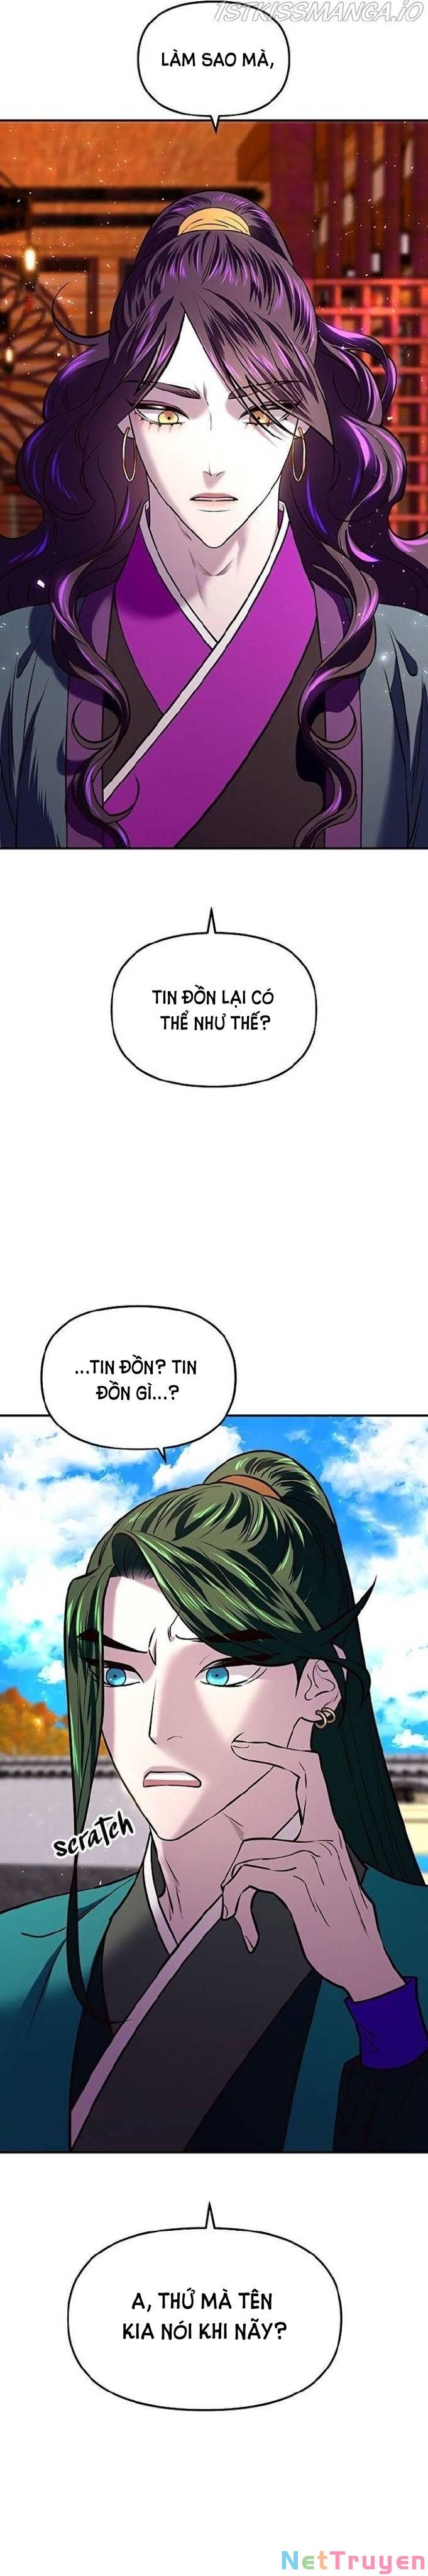 ISTKISSMANGA.iO
LÀM SAO MÀ,
TIN ĐỒN LẠI CÓ
THỂ NHƯ THẾ?
...TIN ĐỒN? TIN
ĐỒN GÌ...?
scratch
A, THỨ MÀ TÊN
KIA NÓI KHI NÃY?
NetTruyen